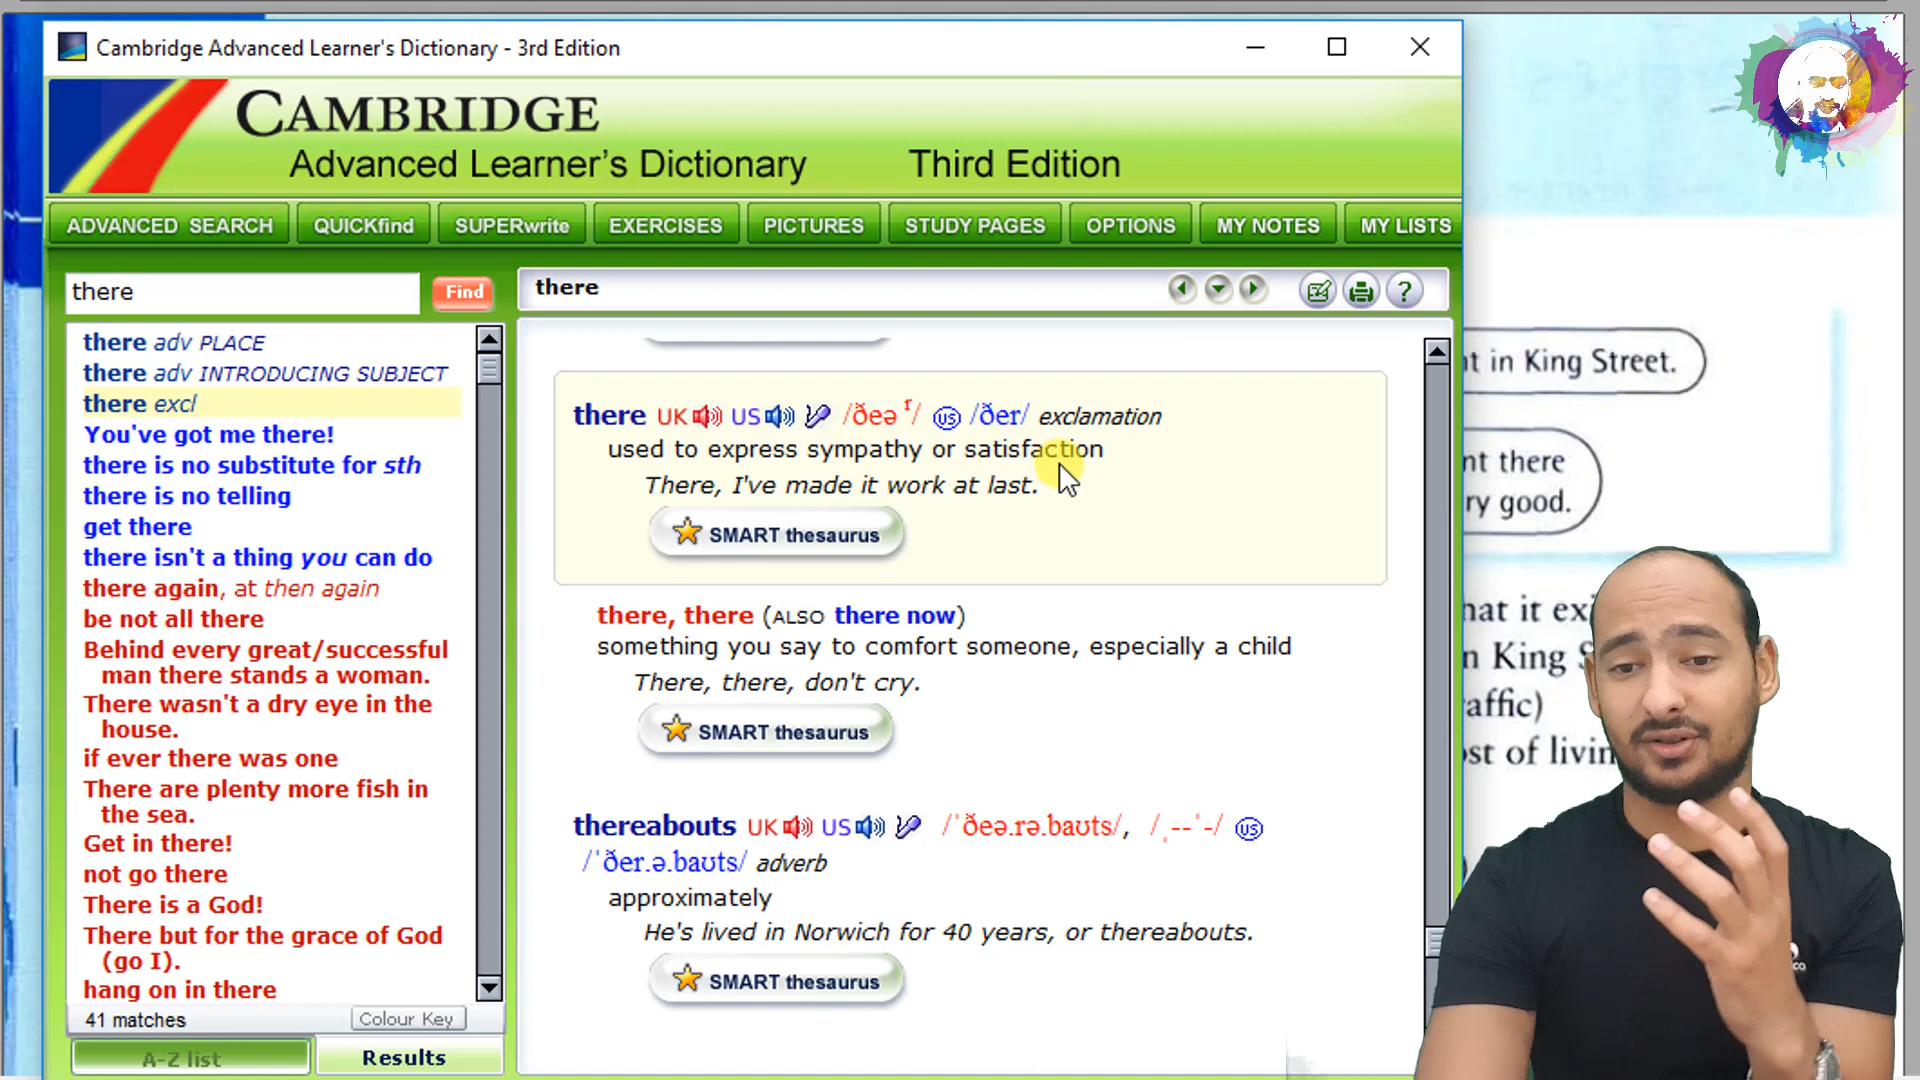 Cambridge Advanced Learner's Dictionary - 3rd Edition
CAMBRIDGE
Advanced Learner's Dictionary Third Edition
ADVANCED SEARCH QUICKfind SUPERwrite EXERCISES PICTURES STUDY PAGES OPTIONS MY NOTES MY LISTS
there Find
there adv PLACE
there adv INTRODUCING SUBJECT
there excl
You've got me there!
there is no substitute for sth
there is no telling
get there
there isn't a thing you can do
there again, at then again
be not all there
Behind every great/successful
man there stands a woman.
There wasn't a dry eye in the
house.
if ever there was one
There are plenty more fish in
the sea.
Get in there!
not go there
There is a God!
There but for the grace of God
(go I).
hang on in there
41 matches Colour Key
A-Z list Results
there ?
there UK US /ðeəʳ/ US /ðer/ exclamation
used to express sympathy or satisfaction
There, I've made it work at last.
SMART thesaurus
there, there (ALSO there now)
something you say to comfort someone, especially a child
There, there, don't cry.
SMART thesaurus
thereabouts UK US /ˈðeə.rə.baʊts/, /ˌ--ˈ-/ US
/ˈðer.ə.baʊts/ adverb
approximately
He's lived in Norwich for 40 years, or thereabouts.
SMART thesaurus
in King Street.
there
good.
it
King
of